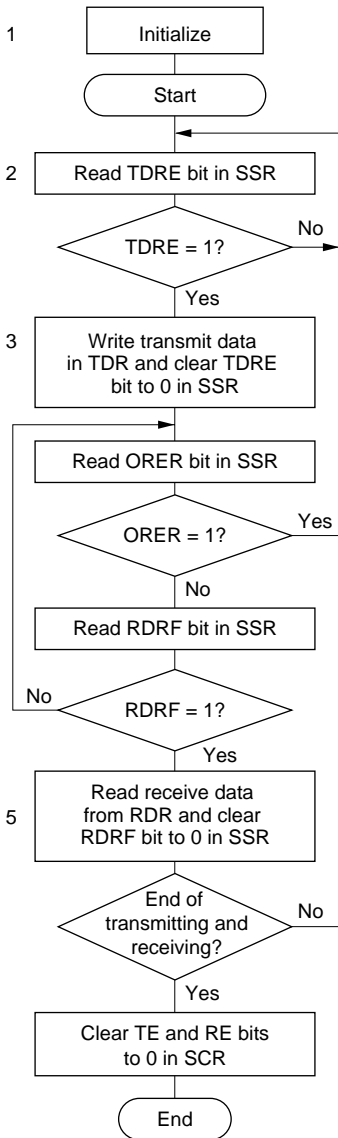 1
Initialize
Start
2
Read TDRE bit in SSR
TDRE = 1?
No
Yes
3
Write transmit data
in TDR and clear TDRE
bit to 0 in SSR
Read ORER bit in SSR
ORER = 1?
Yes
No
Read RDRF bit in SSR
No
RDRF = 1?
Yes
5
Read receive data
from RDR and clear
RDRF bit to 0 in SSR
End of
transmitting and
receiving?
No
Yes
Clear TE and RE bits
to 0 in SCR
End